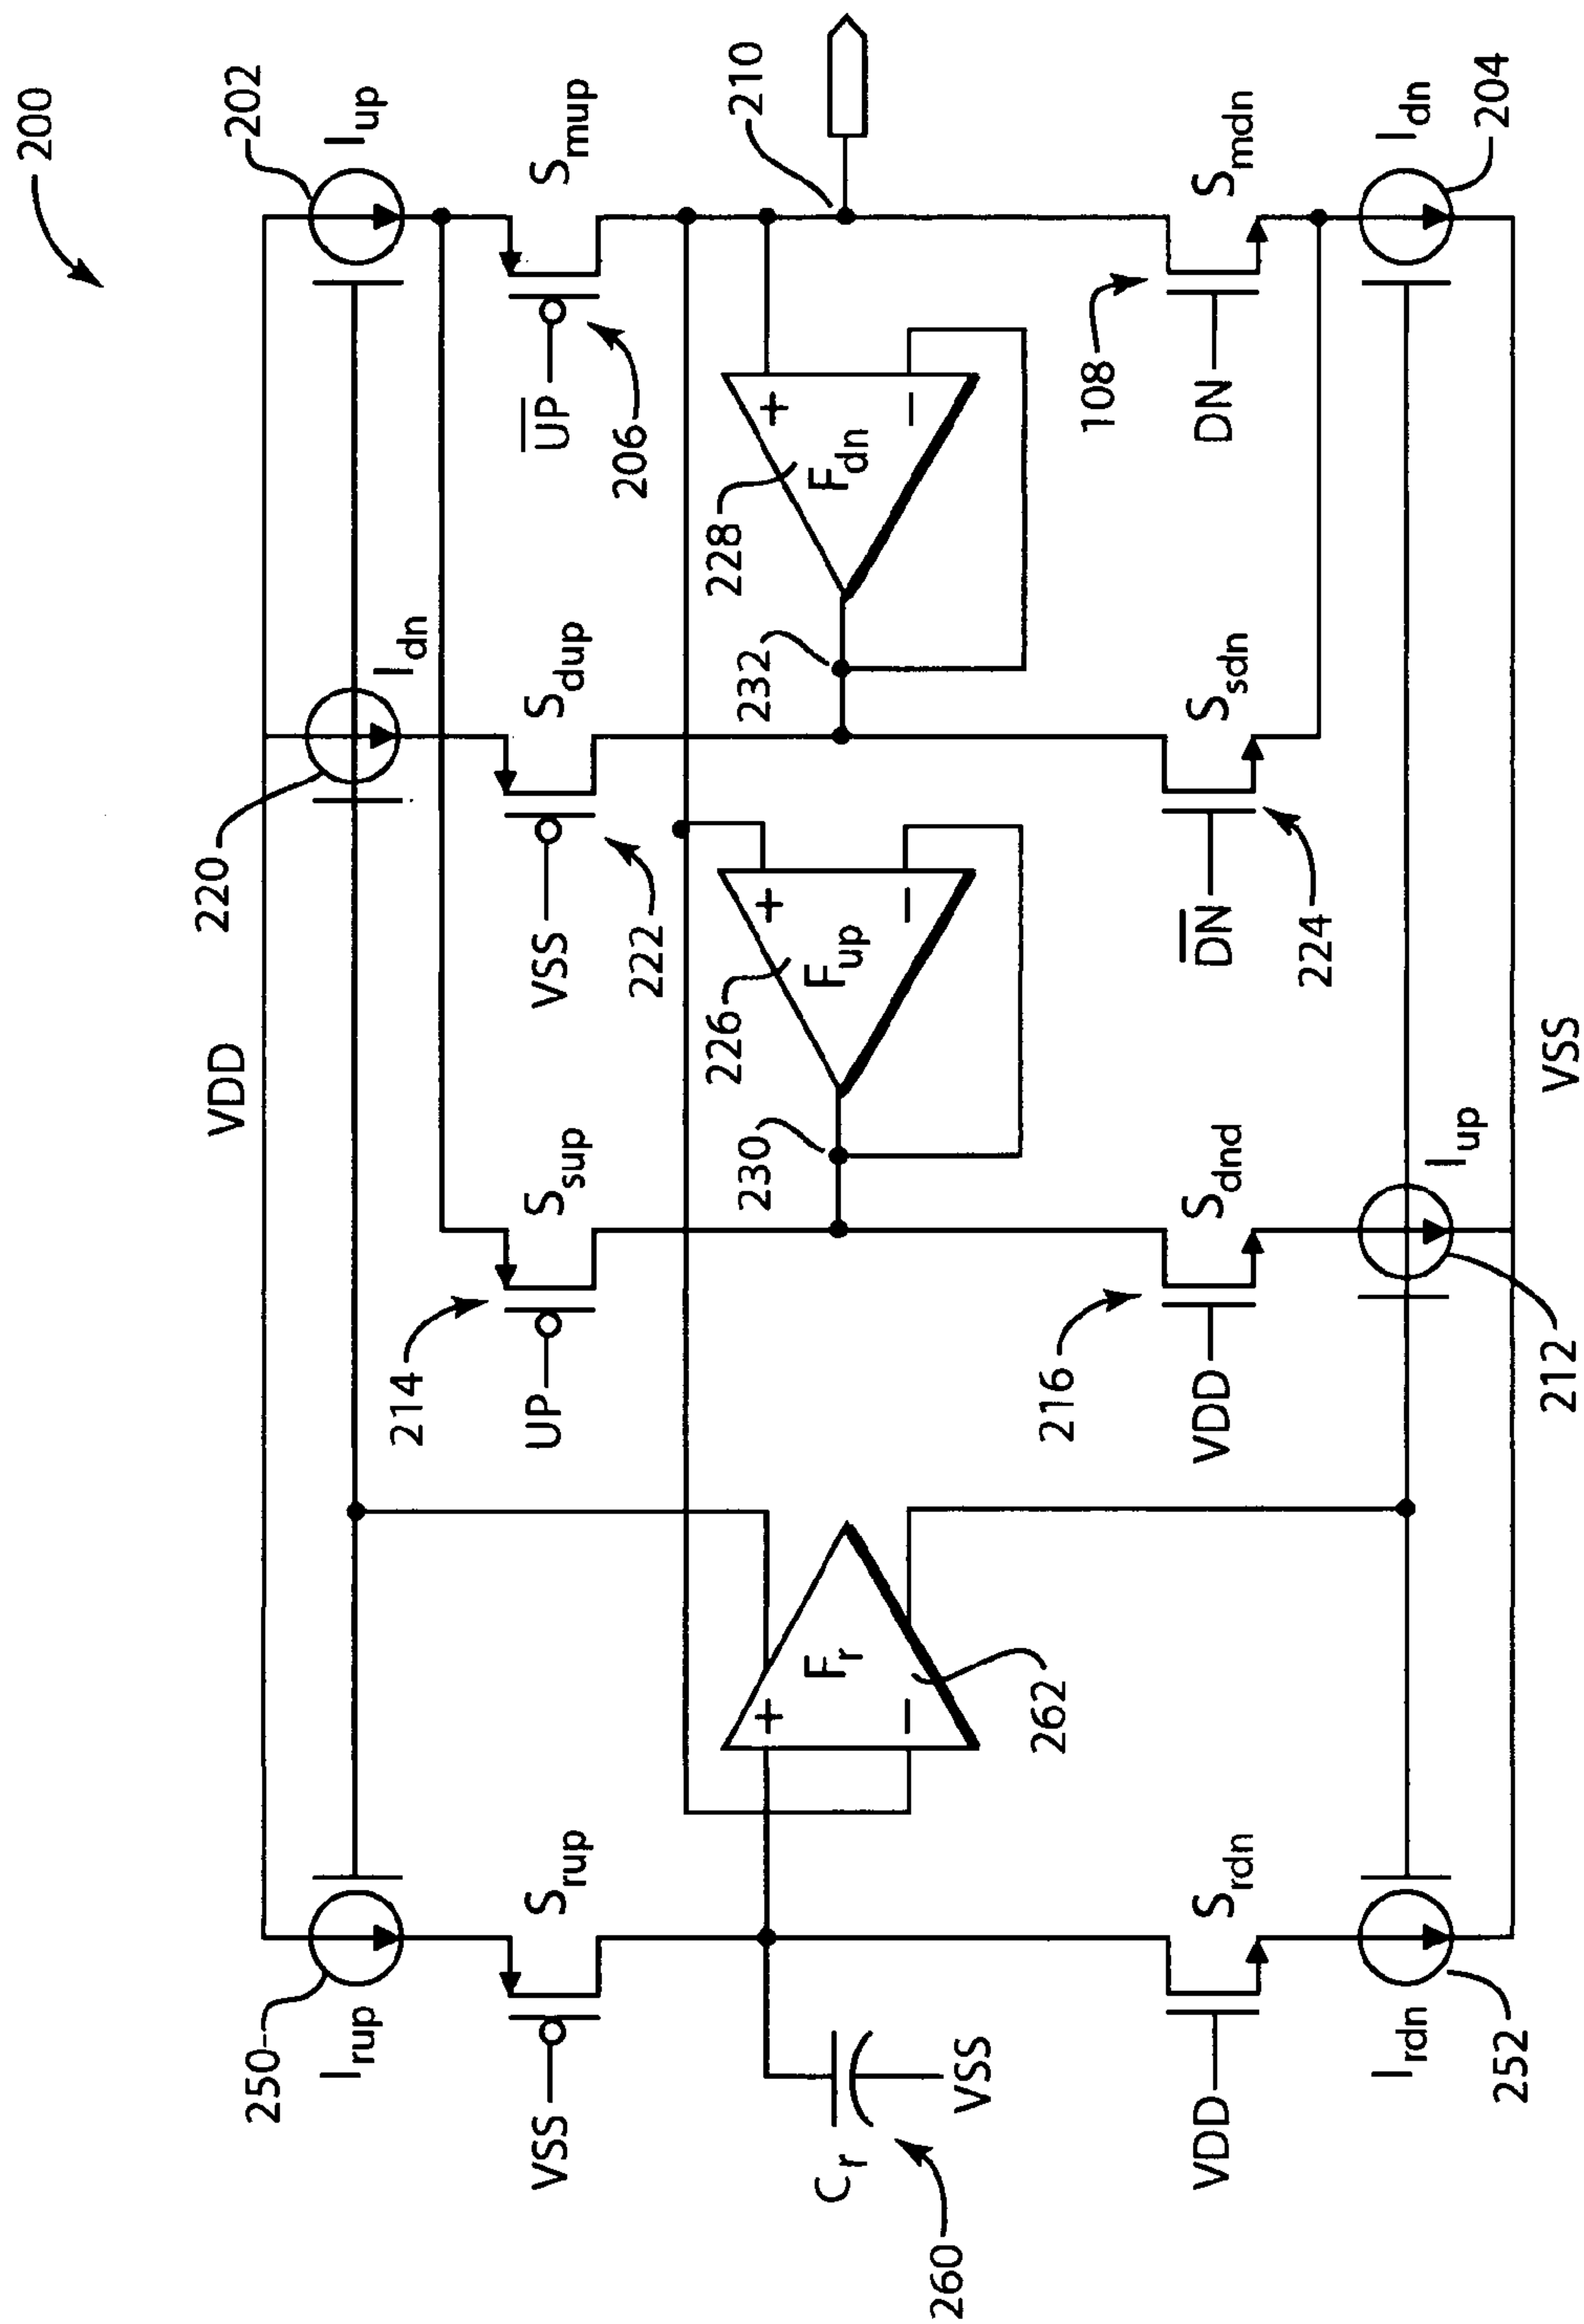 200
VDD
250
I_rup
220
I_dn
202
I_up
VSS
S_rup
214
UP
S_sup
VSS
222
S_dup
U̅P̅
206
S_mup
C_r
260
VSS
+
−
F_r
262
230
226
+
−
F_up
232
228
+
−
F_dn
210
VDD
S_rdn
216
VDD
S_dnd
D̅N̅
224
S_sdn
108
DN
S_mdn
I_rdn
252
212
I_up
I_dn
204
VSS